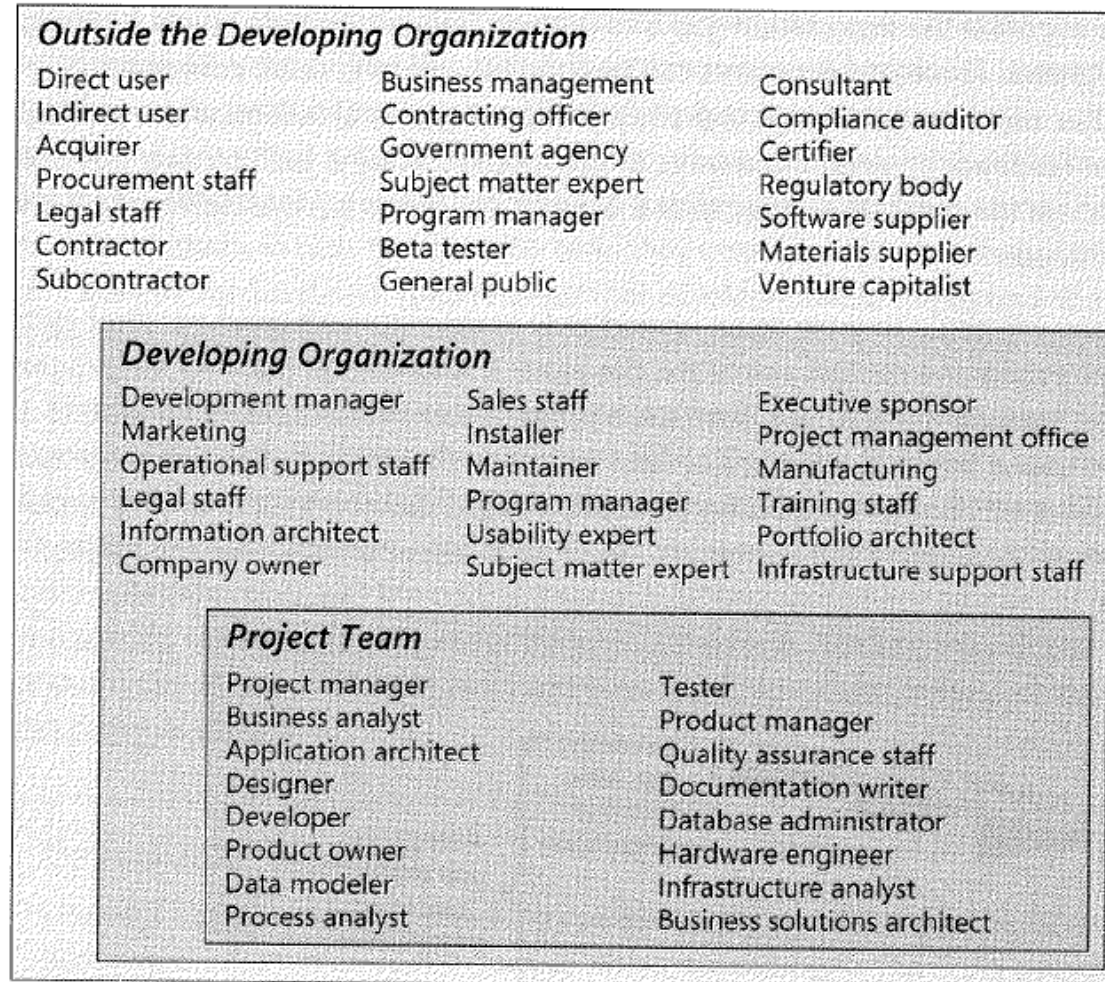 Outside the Developing Organization
Direct user
Indirect user
Acquirer
Procurement staff
Legal staff
Contractor
Subcontractor
Business management
Contracting officer
Government agency
Subject matter expert
Program manager
Beta tester
General public
Consultant
Compliance auditor
Certifier
Regulatory body
Software supplier
Materials supplier
Venture capitalist
Developing Organization
Development manager
Marketing
Operational support staff
Legal staff
Information architect
Company owner
Sales staff
Installer
Maintainer
Program manager
Usability expert
Subject matter expert
Executive sponsor
Project management office
Manufacturing
Training staff
Portfolio architect
Infrastructure support staff
Project Team
Project manager
Business analyst
Application architect
Designer
Developer
Product owner
Data modeler
Process analyst
Tester
Product manager
Quality assurance staff
Documentation writer
Database administrator
Hardware engineer
Infrastructure analyst
Business solutions architect